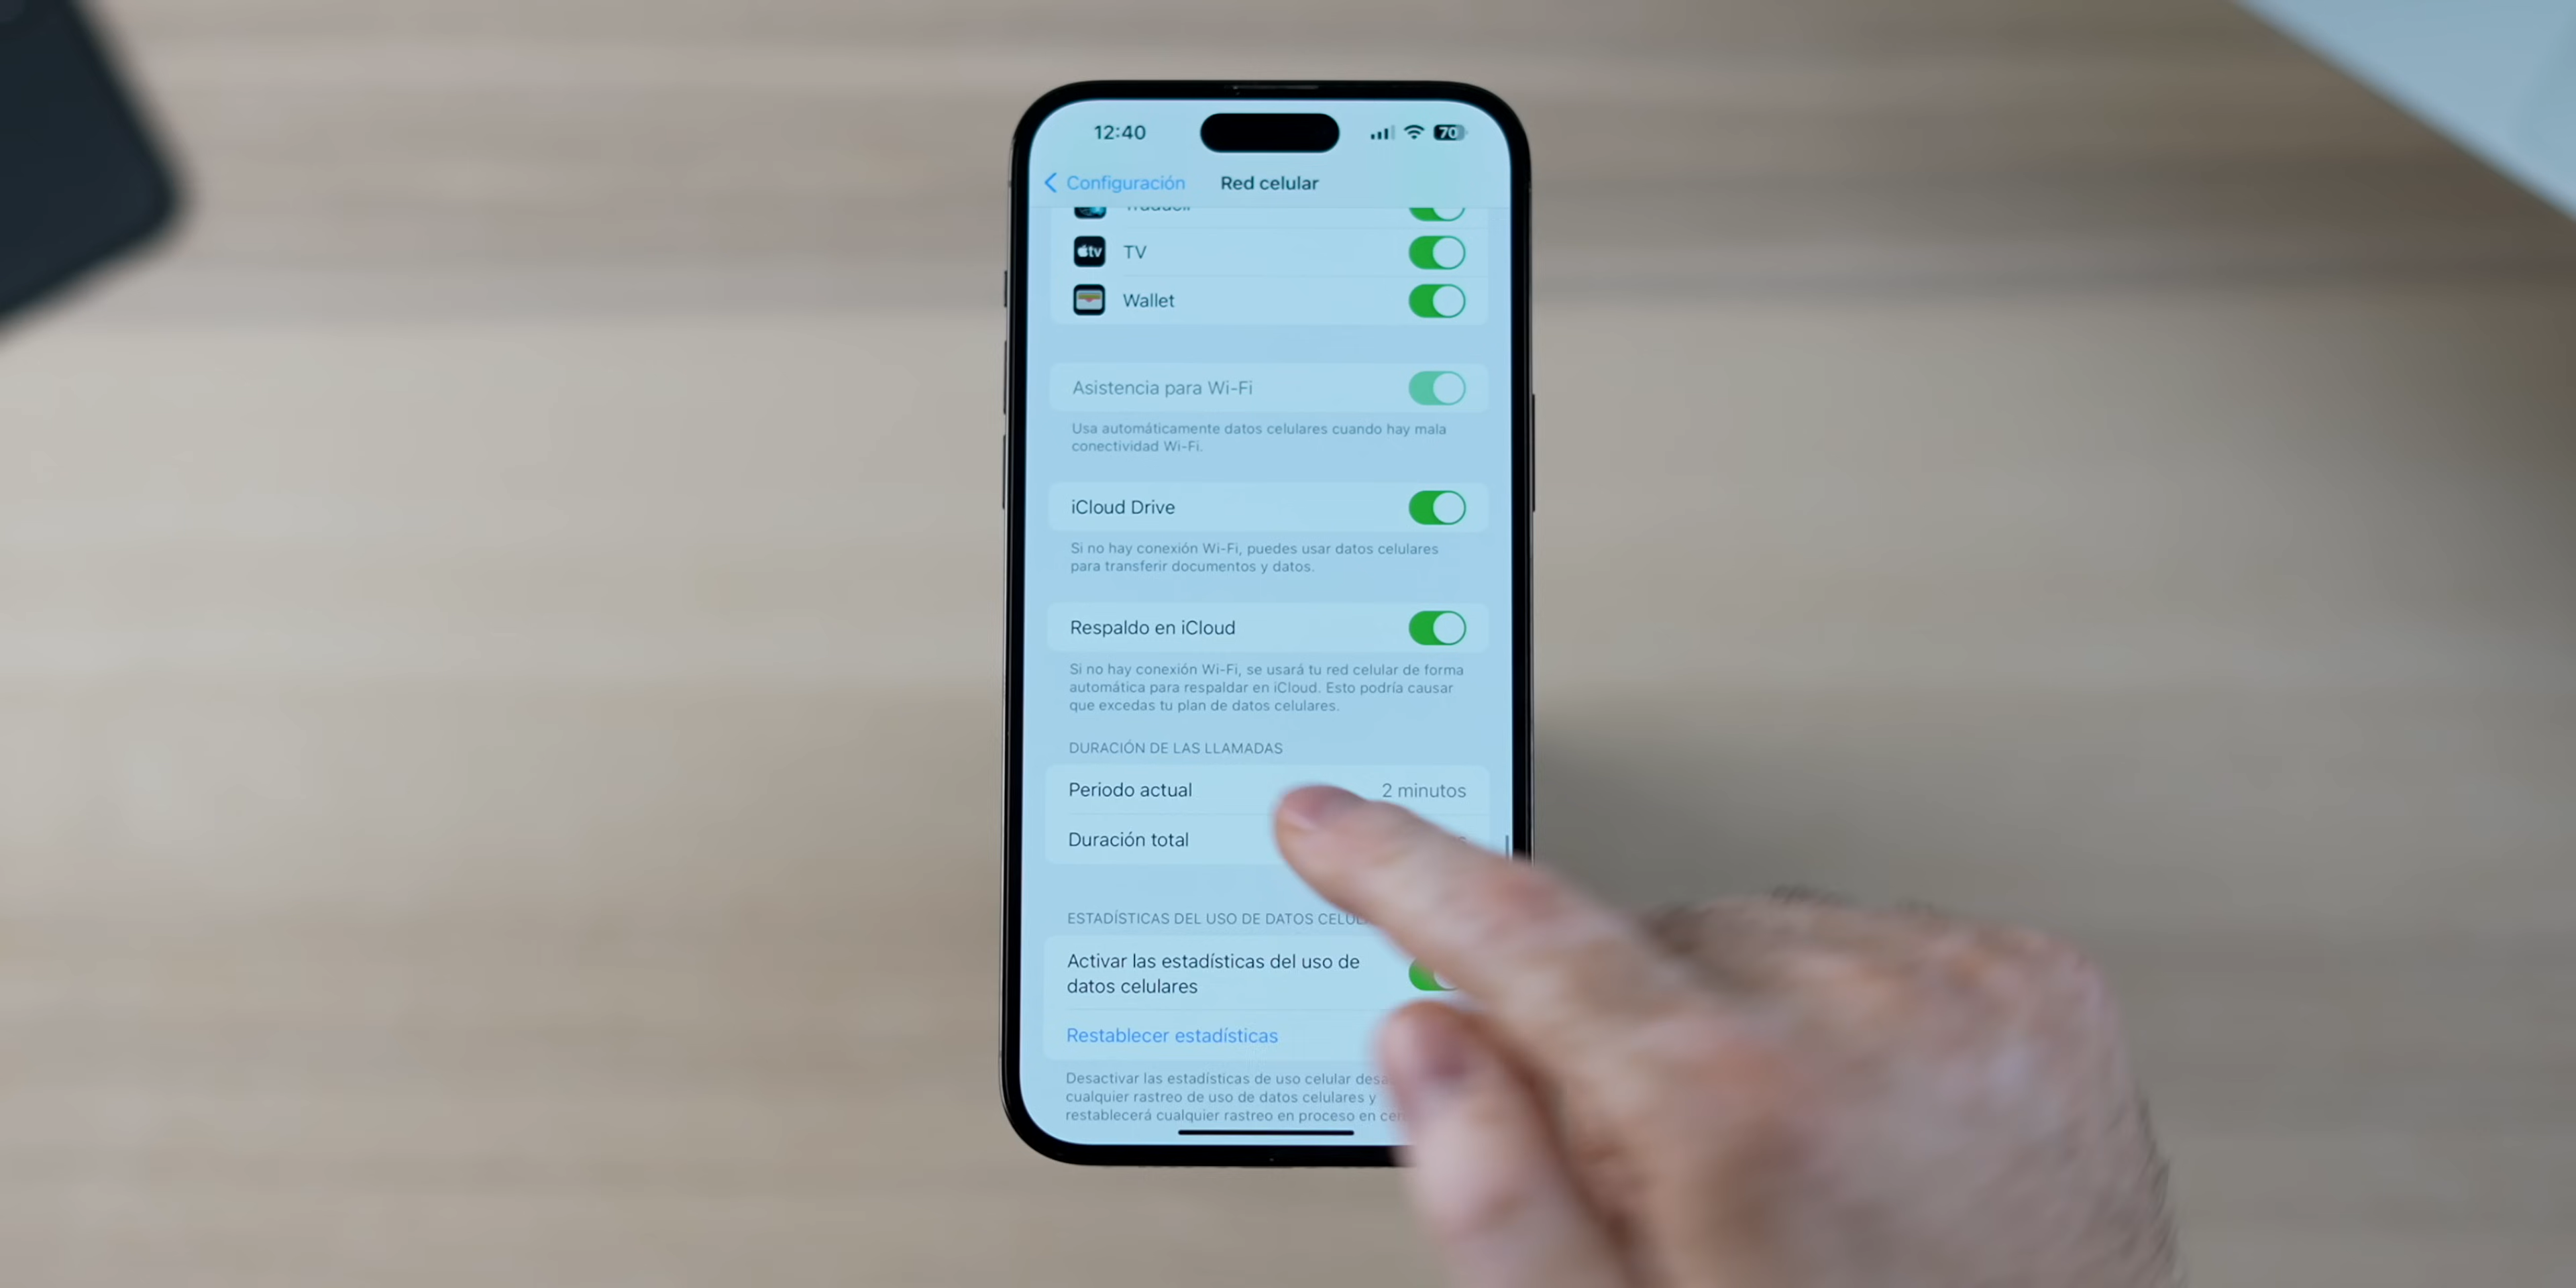 12:40
70
Configuración
Red celular
tv
TV
Wallet
Asistencia para Wi-Fi
Usa automáticamente datos celulares cuando hay mala
conectividad Wi-Fi.
iCloud Drive
Si no hay conexión Wi-Fi, puedes usar datos celulares
para transferir documentos y datos.
Respaldo en iCloud
Si no hay conexión Wi-Fi, se usará tu red celular de forma
automática para respaldar en iCloud. Esto podría causar
que excedas tu plan de datos celulares.
DURACIÓN DE LAS LLAMADAS
Periodo actual
2 minutos
Duración total
ESTADÍSTICAS DEL USO DE DATOS
Activar las estadísticas del uso de
datos celulares
Restablecer estadísticas
Desactivar las estadísticas de uso celular
cualquier rastreo de uso de datos celulares y
restablecerá cualquier rastreo en proceso en